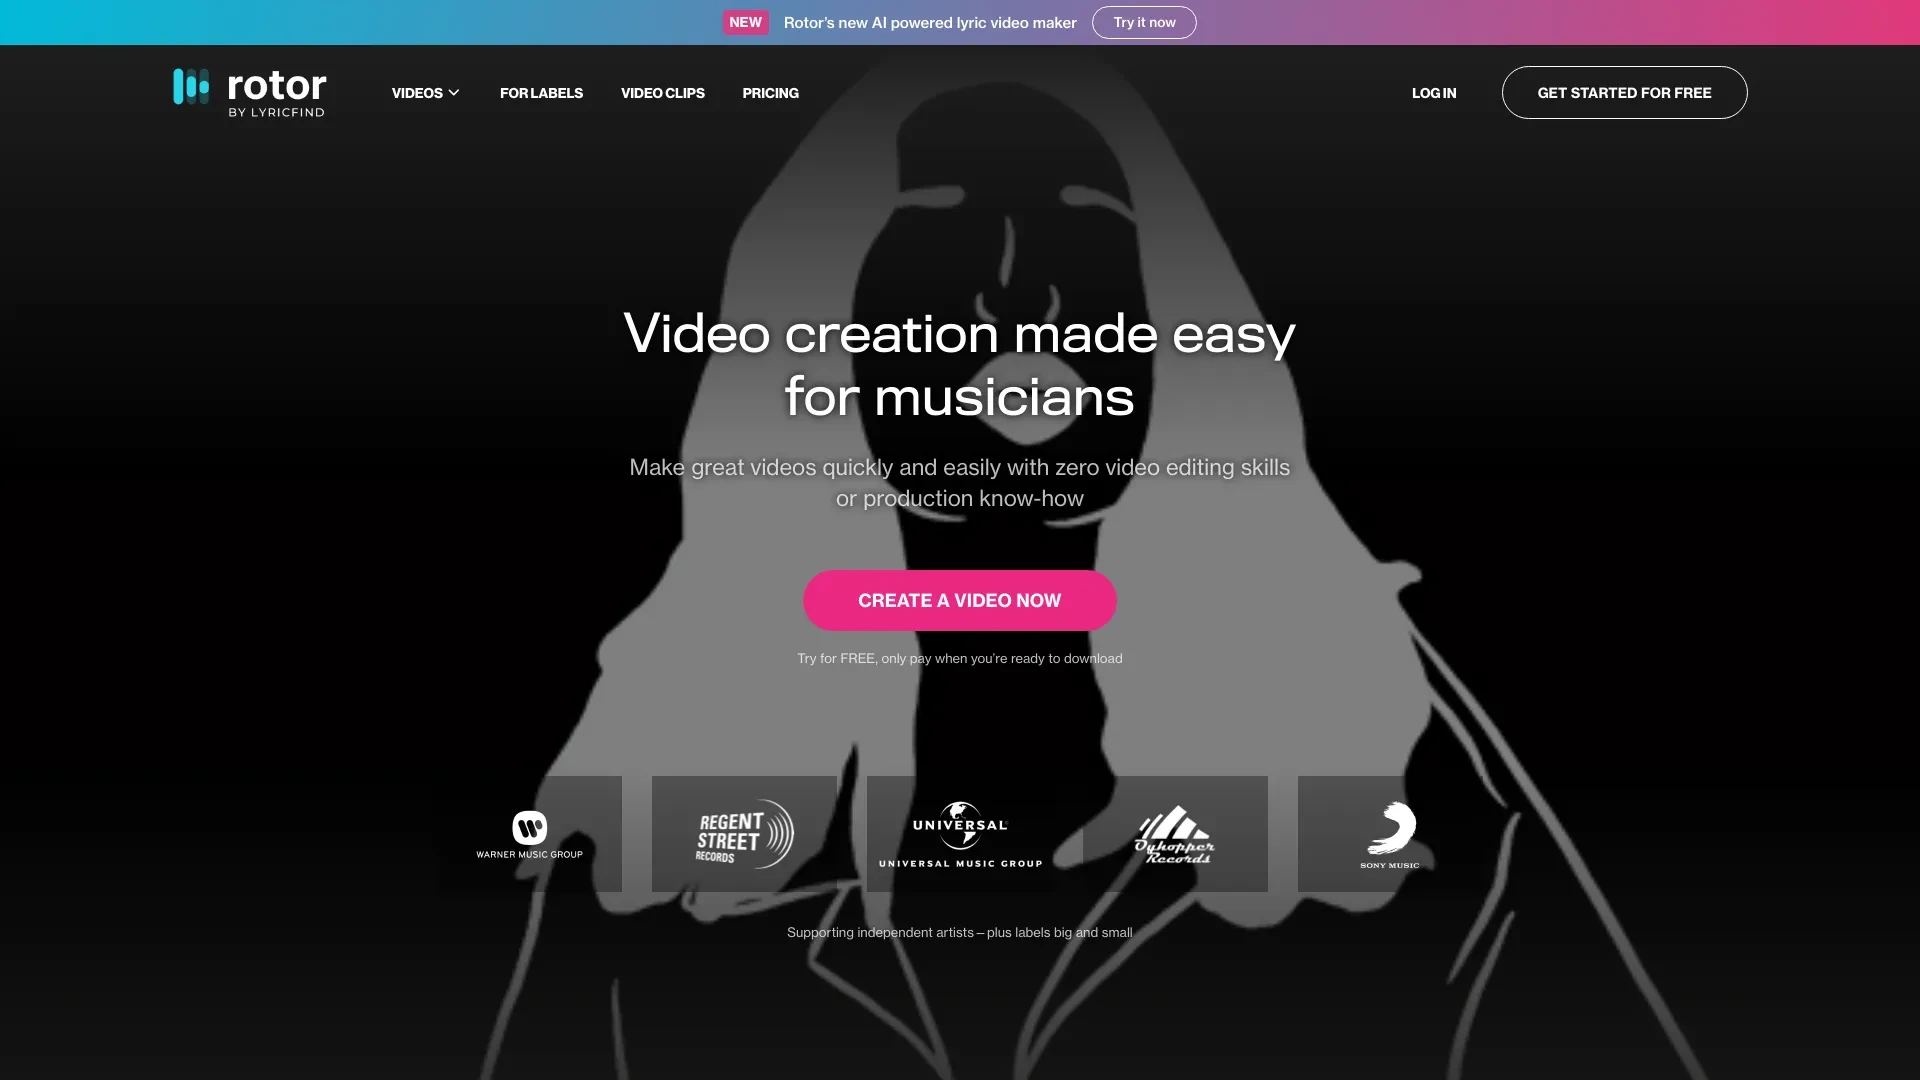 NEW Rotor's new AI powered lyric video maker Try it now
rotor
BY LYRICFIND
VIDEOS FOR LABELS VIDEO CLIPS PRICING LOG IN GET STARTED FOR FREE
Video creation made easy
for musicians
Make great videos quickly and easily with zero video editing skills
or production know-how
CREATE A VIDEO NOW
Try for FREE, only pay when you're ready to download
WARNER MUSIC GROUP
REGENT
STREET
RECORDS
UNIVERSAL
UNIVERSAL MUSIC GROUP
Oyhopper
Records
SONY MUSIC
Supporting independent artists – plus labels big and small